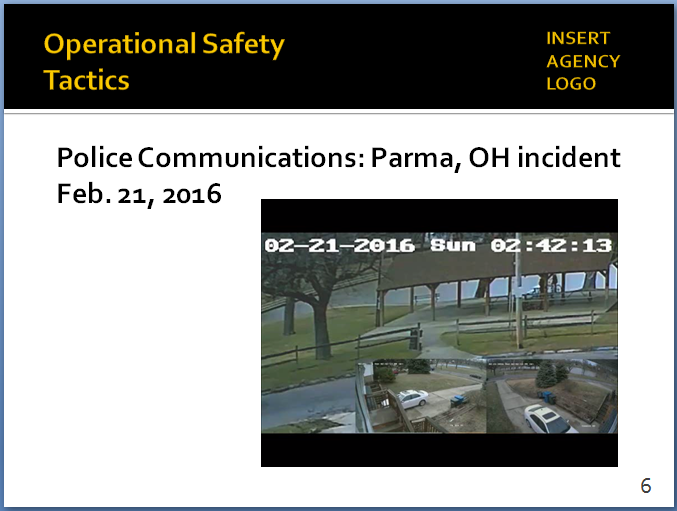 Operational Safety
Tactics
INSERT
AGENCY
LOGO
Police Communications: Parma, OH incident
Feb. 21, 2016
02-21-2016 Sun 02:42:13
6